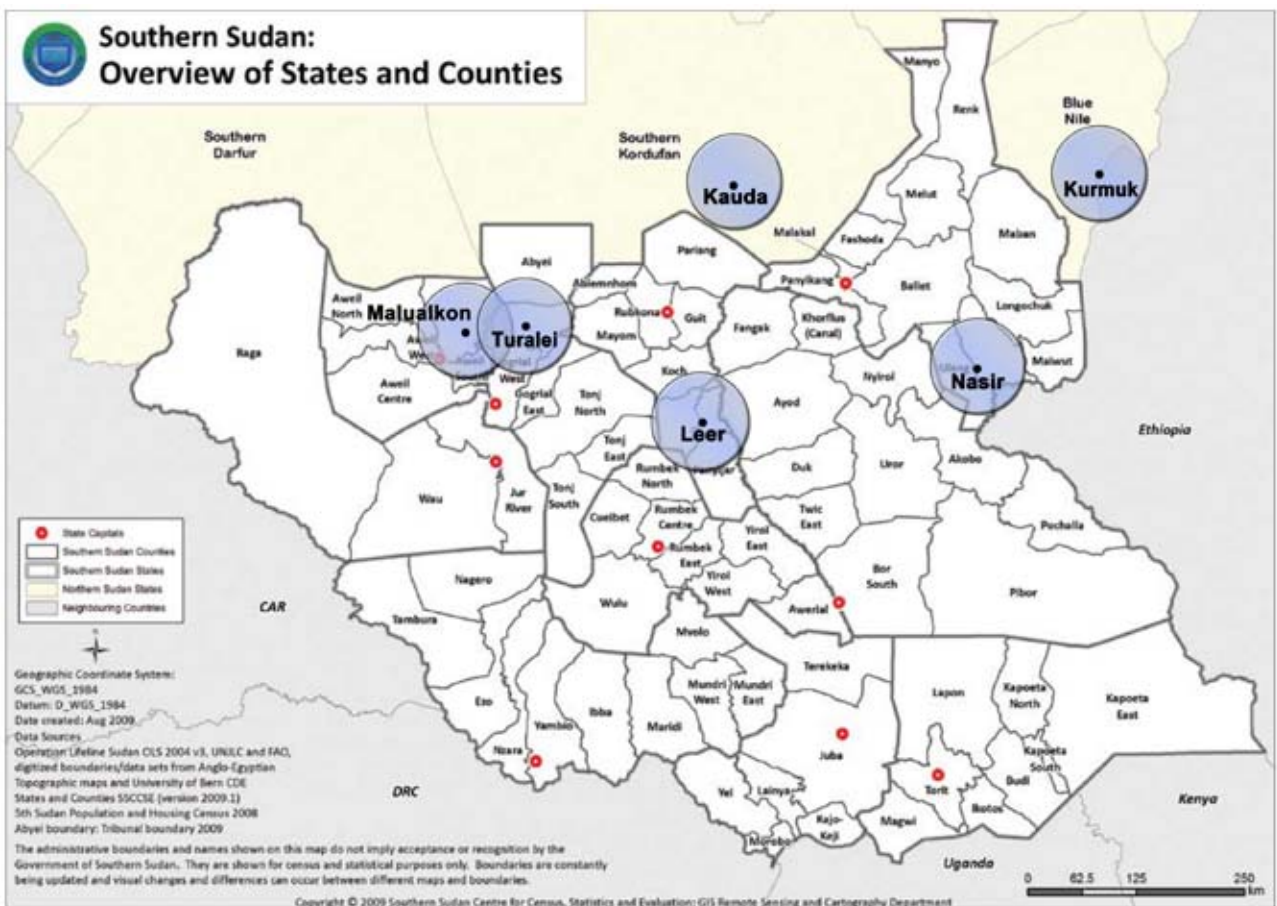 Southern Sudan:
Overview of States and Counties
Manyo
Renk
Blue
Nile
Southern
Darfur
Southern
Kordufan
Kauda
Kurmuk
Melut
Malakal
Fashoda
Maban
Pariang
Abyei
Abiemnhom
Panyikang
Baliet
Longochuk
Aweil
North
Malualkon
Turalei
Rubkona
Guit
Mayom
Fangak
Khorflus
(Canal)
Raga
Aweil
West
West
Koch
Nyirol
Nasir
Maiwut
Aweil
Centre
Gogrial
East
Tonj
North
Leer
Ayod
Ethiopia
Tonj
East
Panyijar
Duk
Uror
Akobo
Rumbek
North
Wau
Jur
River
Tonj
South
Cueibet
Rumbek
Centre
Twic
East
Pochalla
Yirol
East
Rumbek
East
Yirol
West
Bor
South
Pibor
Nagero
Wulu
Awerial
CAR
Tambura
Mvolo
Terekeka
Mundri
West
Mundri
East
Lapon
Kapoeta
North
Kapoeta
East
Ezo
Yambio
Ibba
Maridi
Juba
Nzara
Kapoeta
South
Torit
Budi
DRC
Yei
Lainya
Ikotos
Kenya
Kajo-
Keji
Magwi
Morobo
Uganda
State Capitals
Southern Sudan Counties
Southern Sudan States
Northern Sudan States
Neighbouring Countries
Geographic Coordinate System:
GCS_WGS_1984
Datum: D_WGS_1984
Date created: Aug 2009
Data Sources
Operation Lifeline Sudan OLS 2004 v3, UNJLC and FAO,
digitized boundaries/data sets from Anglo-Egyptian
Topographic maps and University of Bern CDE
States and Counties SSCCSE (version 2009.1)
5th Sudan Population and Housing Census 2008
Abyei boundary: Tribunal boundary 2009
The administrative boundaries and names shown on this map do not imply acceptance or recognition by the
Government of Southern Sudan. They are shown for census and statistical purposes only. Boundaries are constantly
being updated and visual changes and differences can occur between different maps and boundaries.
0 62.5 125 250
km
Copyright © 2009 Southern Sudan Centre for Census, Statistics and Evaluation: GIS Remote Sensing and Cartography Department